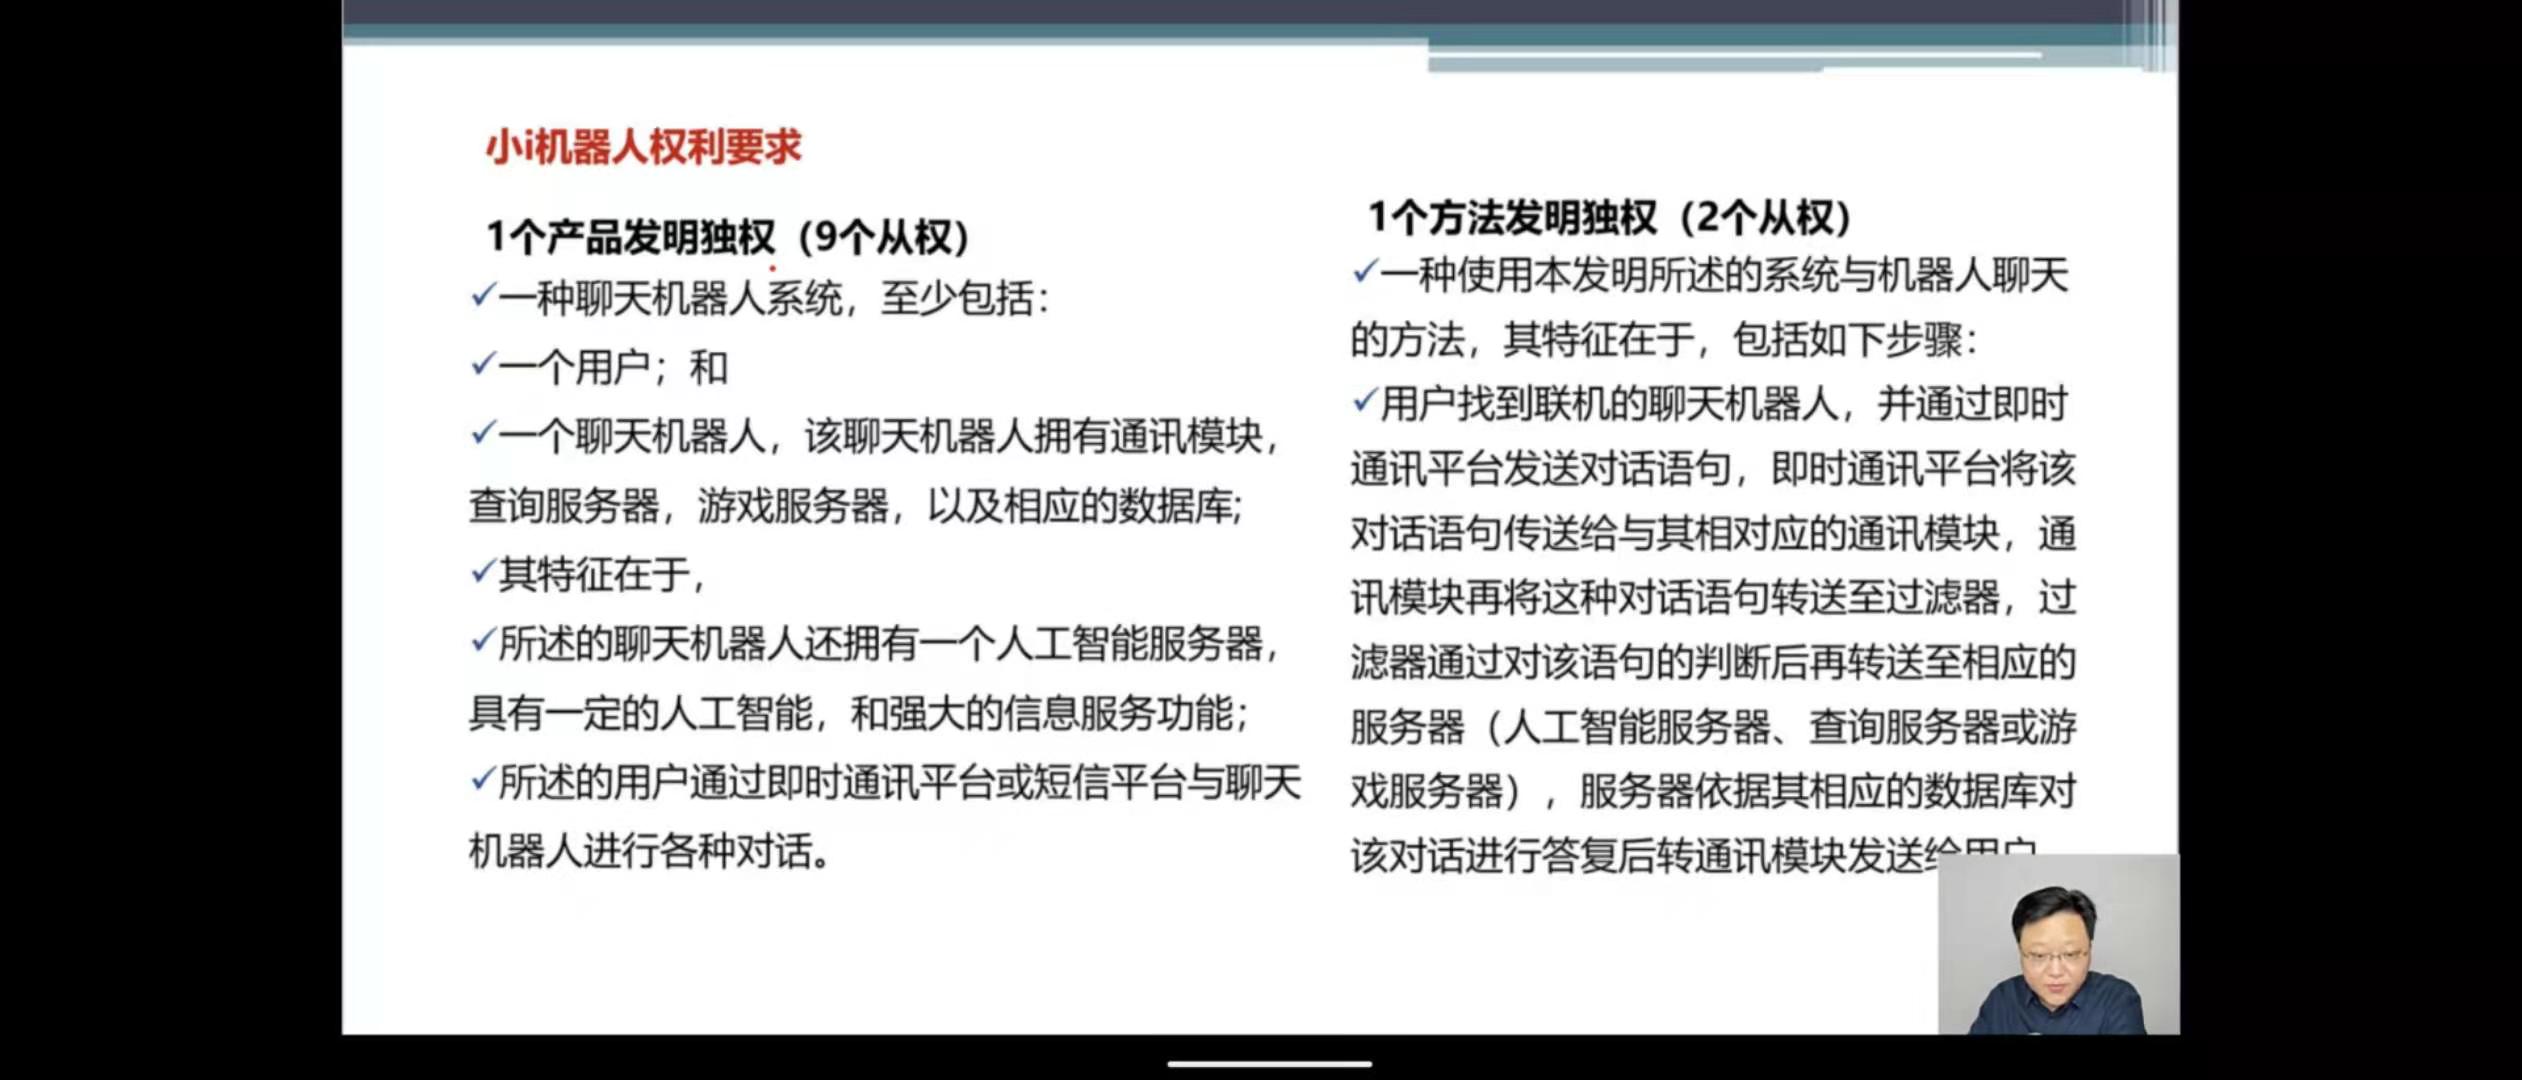 小i机器人权利要求
1个产品发明独权（9个从权）
✓一种聊天机器人系统，至少包括：
✓一个用户；和
✓一个聊天机器人，该聊天机器人拥有通讯模块，
查询服务器，游戏服务器，以及相应的数据库;
✓其特征在于，
✓所述的聊天机器人还拥有一个人工智能服务器，
具有一定的人工智能，和强大的信息服务功能；
✓所述的用户通过即时通讯平台或短信平台与聊天
机器人进行各种对话。
1个方法发明独权（2个从权）
✓一种使用本发明所述的系统与机器人聊天
的方法，其特征在于，包括如下步骤：
✓用户找到联机的聊天机器人，并通过即时
通讯平台发送对话语句，即时通讯平台将该
对话语句传送给与其相对应的通讯模块，通
讯模块再将这种对话语句转送至过滤器，过
滤器通过对该语句的判断后再转送至相应的
服务器（人工智能服务器、查询服务器或游
戏服务器），服务器依据其相应的数据库对
该对话进行答复后转通讯模块发送给用户